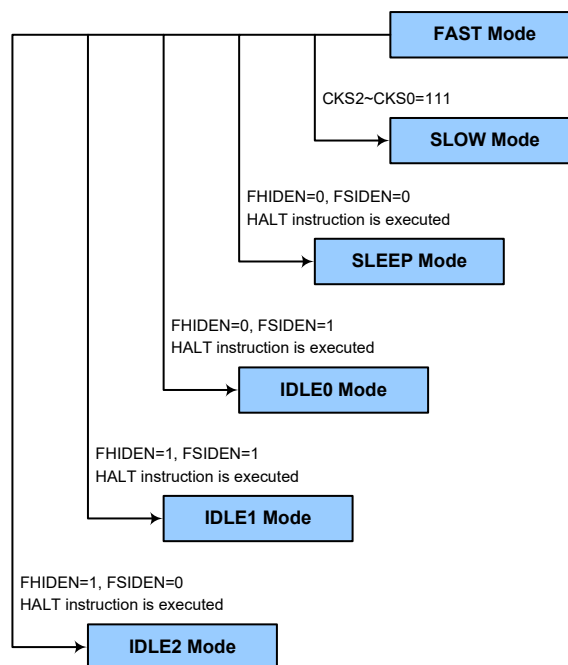 FAST Mode
CKS2~CKS0=111
SLOW Mode
FHIDEN=0, FSIDEN=0
HALT instruction is executed
SLEEP Mode
FHIDEN=0, FSIDEN=1
HALT instruction is executed
IDLE0 Mode
FHIDEN=1, FSIDEN=1
HALT instruction is executed
IDLE1 Mode
FHIDEN=1, FSIDEN=0
HALT instruction is executed
IDLE2 Mode